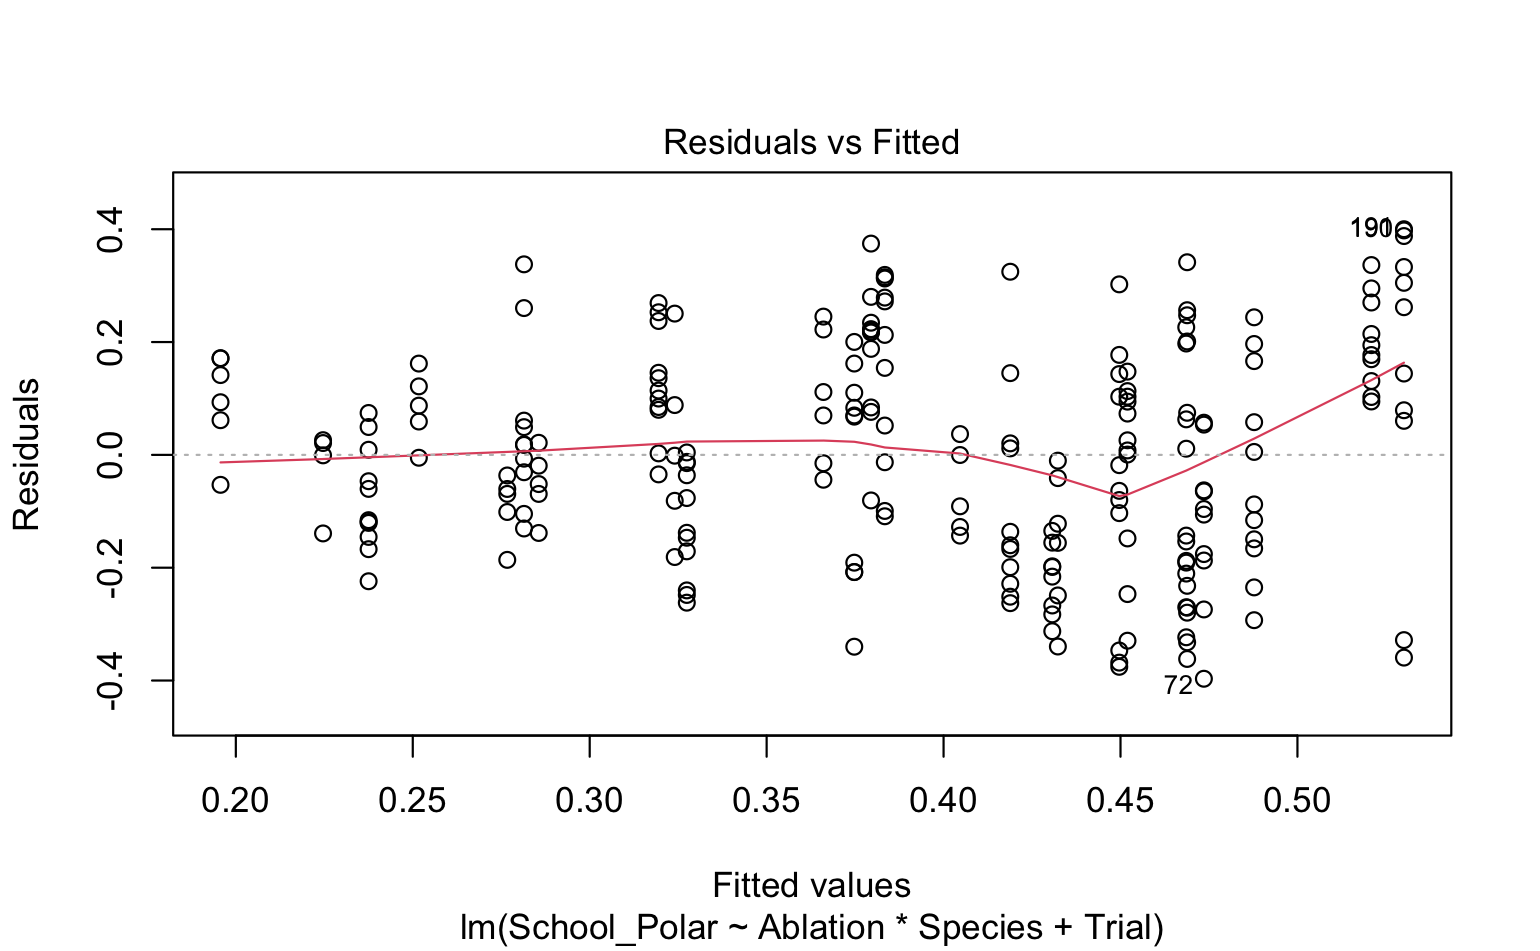 Residuals vs Fitted
Residuals
0.4
0.2
0.0
-0.2
-0.4
72
0.20 0.25 0.30 0.35 0.40 0.45 0.50
Fitted values
lm(School_Polar ~ Ablation * Species + Trial)